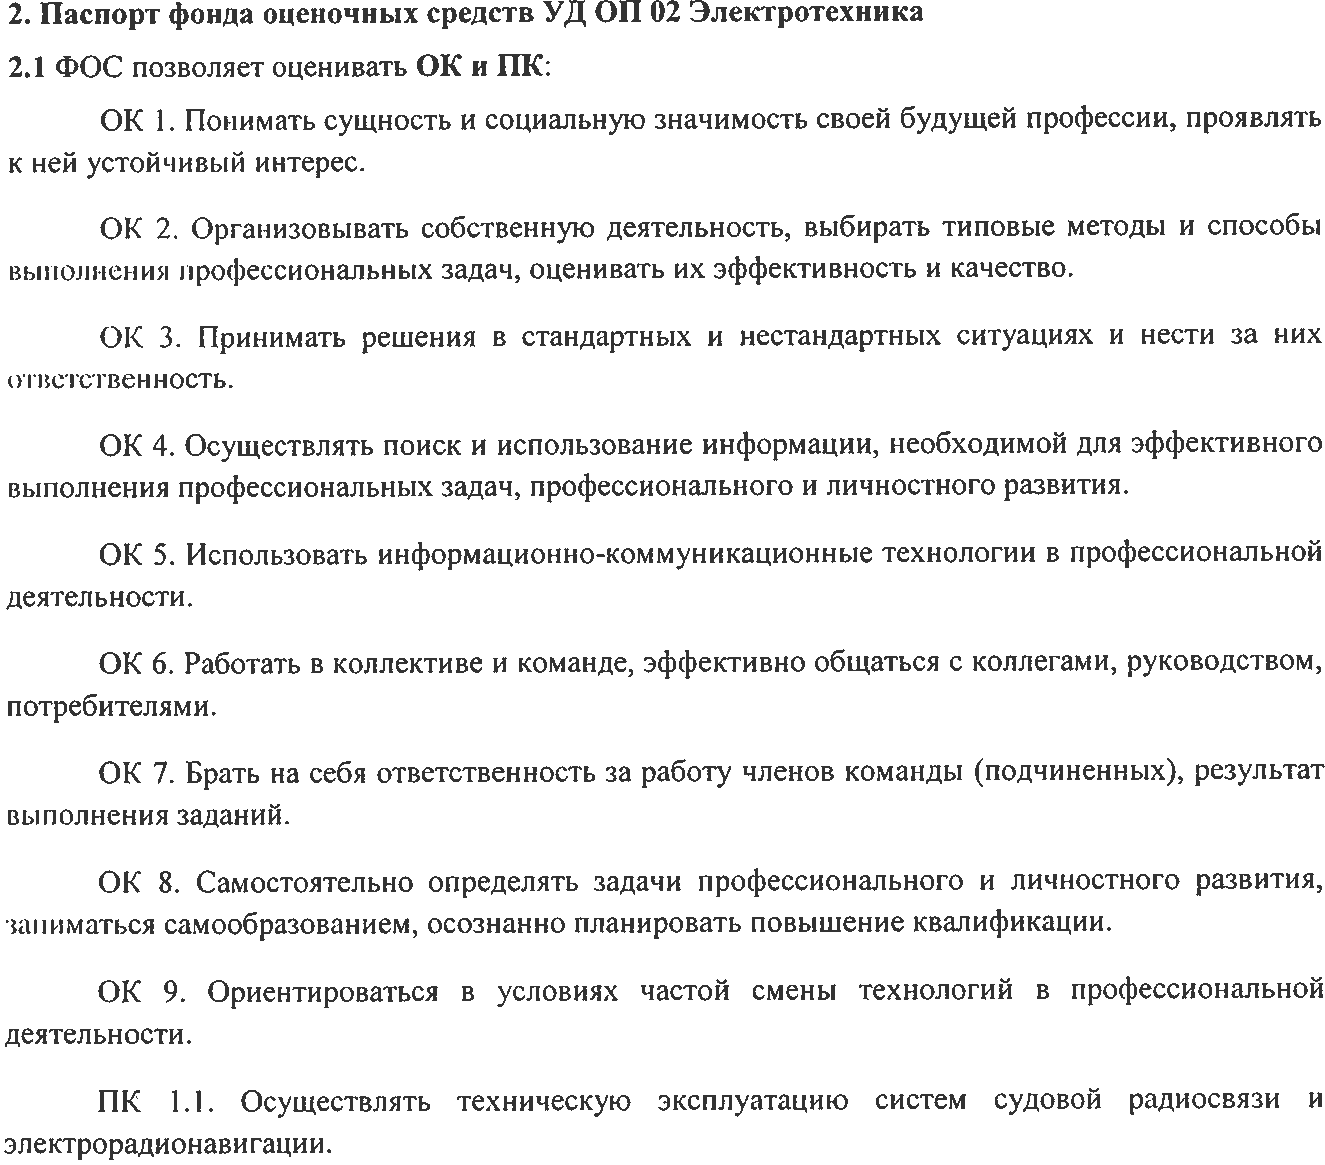 2. Паспорт фонда оценочных средств УД ОП 02 Электротехника
2.1 ФОС позволяет оценивать ОК и ПК:
ОК 1. Понимать сущность и социальную значимость своей будущей профессии, проявлять
к ней устойчивый интерес.
ОК 2. Организовывать собственную деятельность, выбирать типовые методы и способы
выполнения профессиональных задач, оценивать их эффективность и качество.
ОК 3. Принимать решения в стандартных и нестандартных ситуациях и нести за них
ответственность.
ОК 4. Осуществлять поиск и использование информации, необходимой для эффективного
выполнения профессиональных задач, профессионального и личностного развития.
ОК 5. Использовать информационно-коммуникационные технологии в профессиональной
деятельности.
ОК 6. Работать в коллективе и команде, эффективно общаться с коллегами, руководством,
потребителями.
ОК 7. Брать на себя ответственность за работу членов команды (подчиненных), результат
выполнения заданий.
ОК 8. Самостоятельно определять задачи профессионального и личностного развития,
заниматься самообразованием, осознанно планировать повышение квалификации.
ОК 9. Ориентироваться в условиях частой смены технологий в профессиональной
деятельности.
ПК 1.1. Осуществлять техническую эксплуатацию систем судовой радиосвязи и
электрорадионавигации.